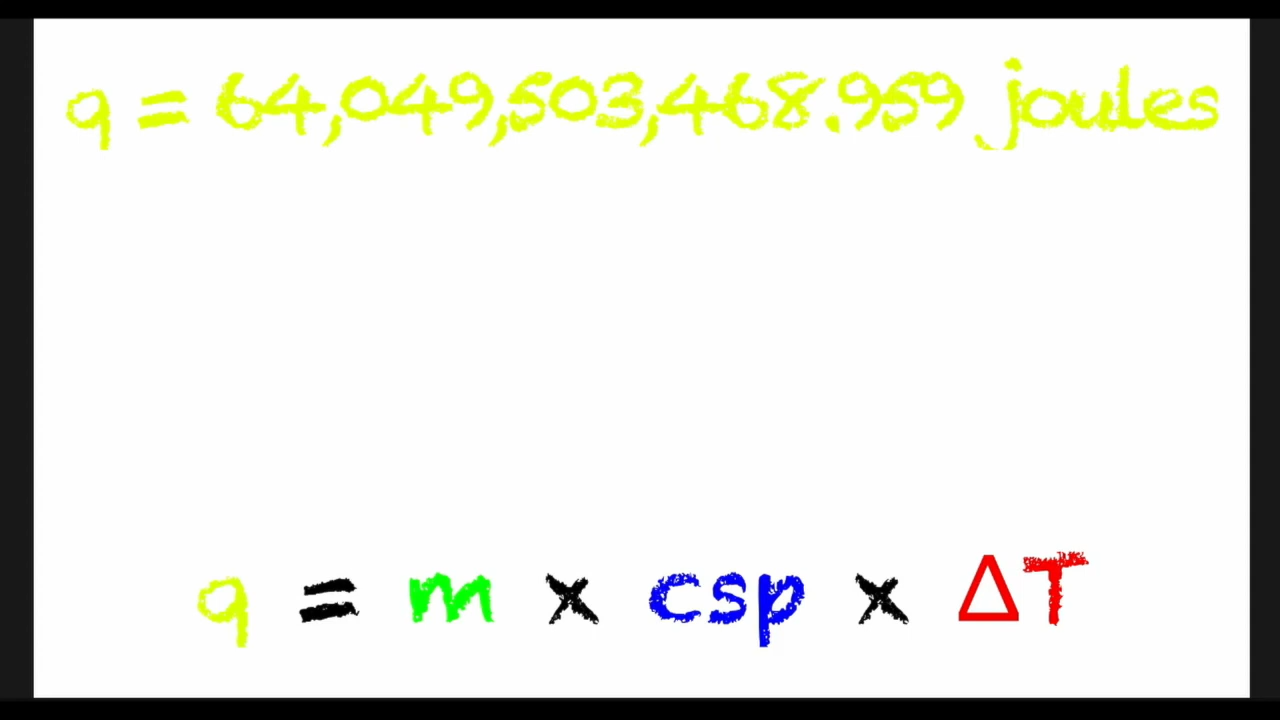 q = 64,049,503,468.959 joules
q = m x csp x ΔT